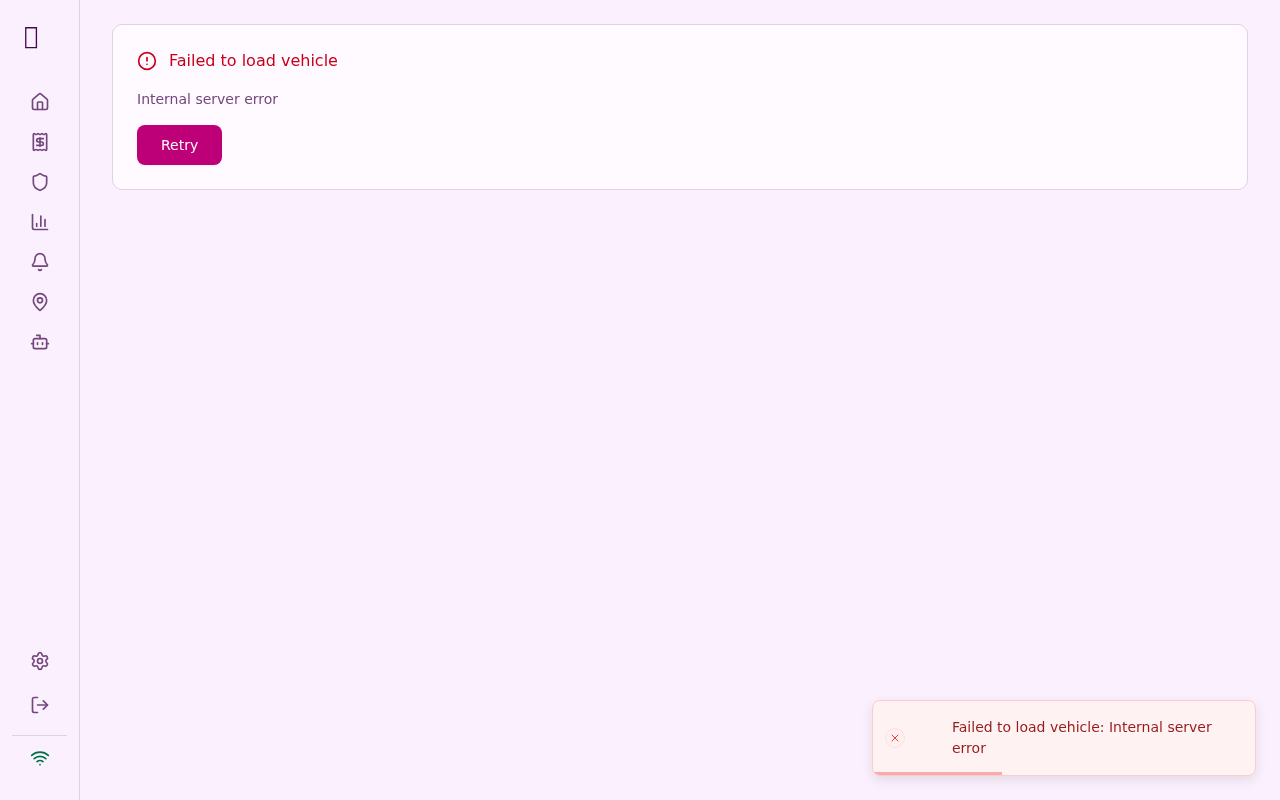 Failed to load vehicle
Internal server error
Retry
Failed to load vehicle: Internal server
error